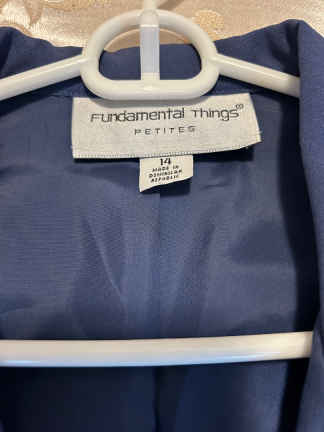 Fundamental Things®
PETITES
14
MADE IN
DOMINICAN
REPUBLIC